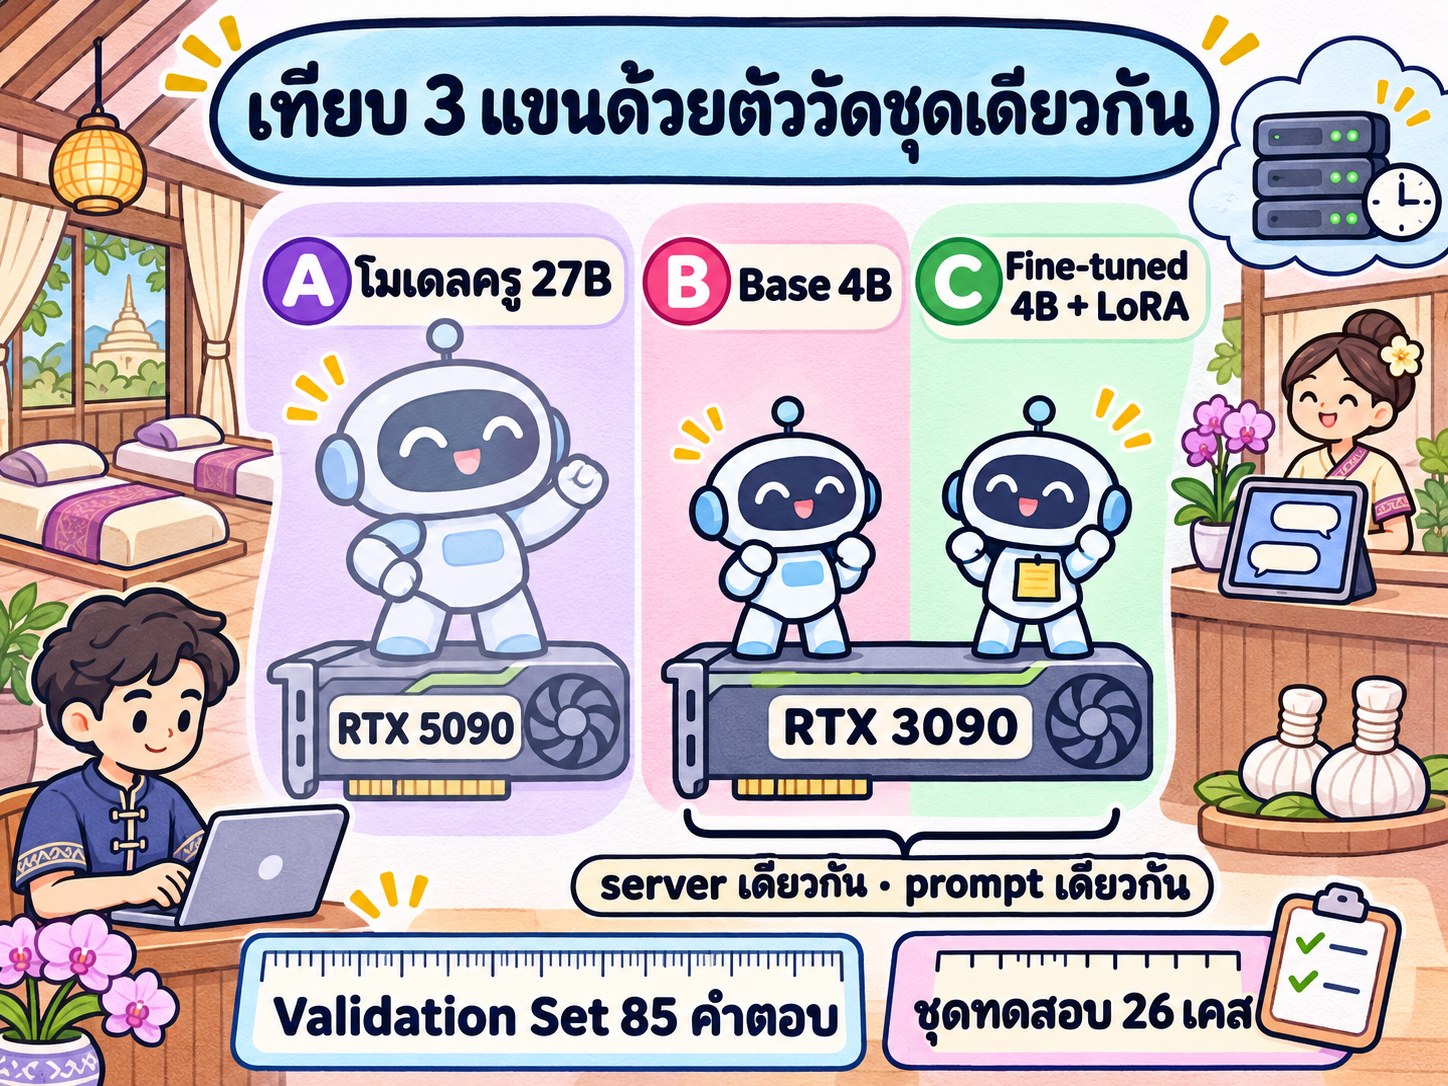 เทียบ 3 แขนด้วยตัววัดชุดเดียวกัน
A โมเดลครู 27B
B Base 4B
C Fine-tuned
4B + LoRA
RTX 5090
RTX 3090
server เดียวกัน · prompt เดียวกัน
Validation Set 85 คำตอบ
ชุดทดสอบ 26 เคส